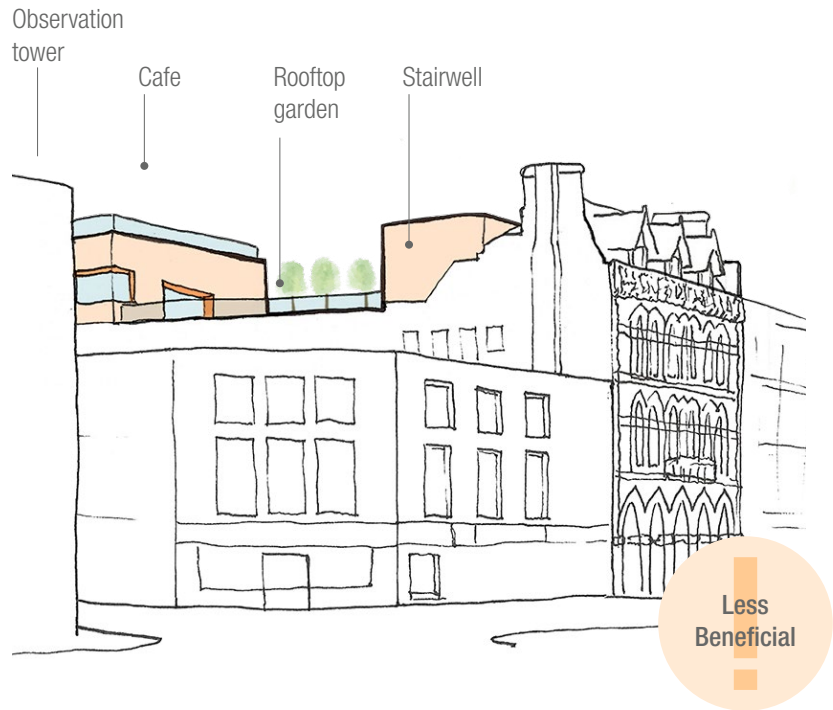 Observation
tower
Cafe
Rooftop
garden
Stairwell
Less
Beneficial